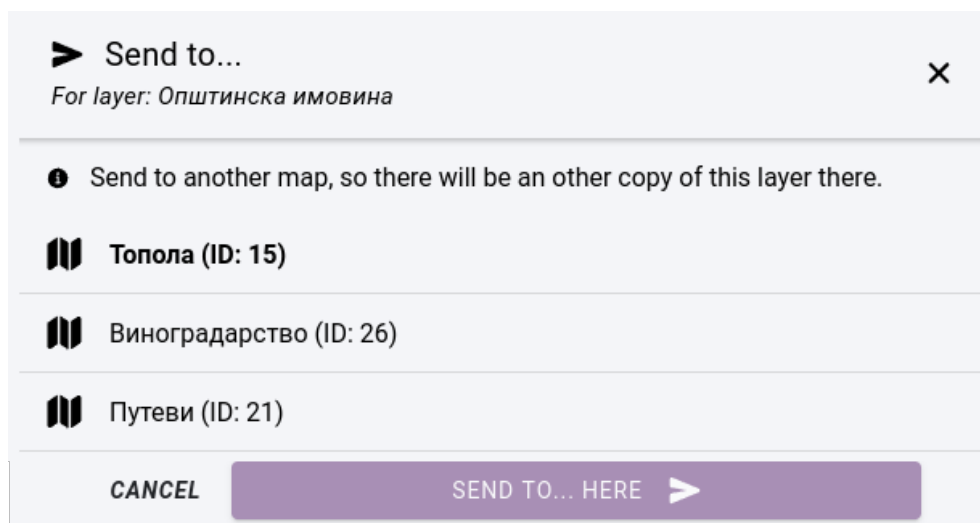 Send to...
For layer: Општинска имовина
Send to another map, so there will be an other copy of this layer there.
Топола (ID: 15)
Виноградарство (ID: 26)
Путеви (ID: 21)
CANCEL
SEND TO... HERE